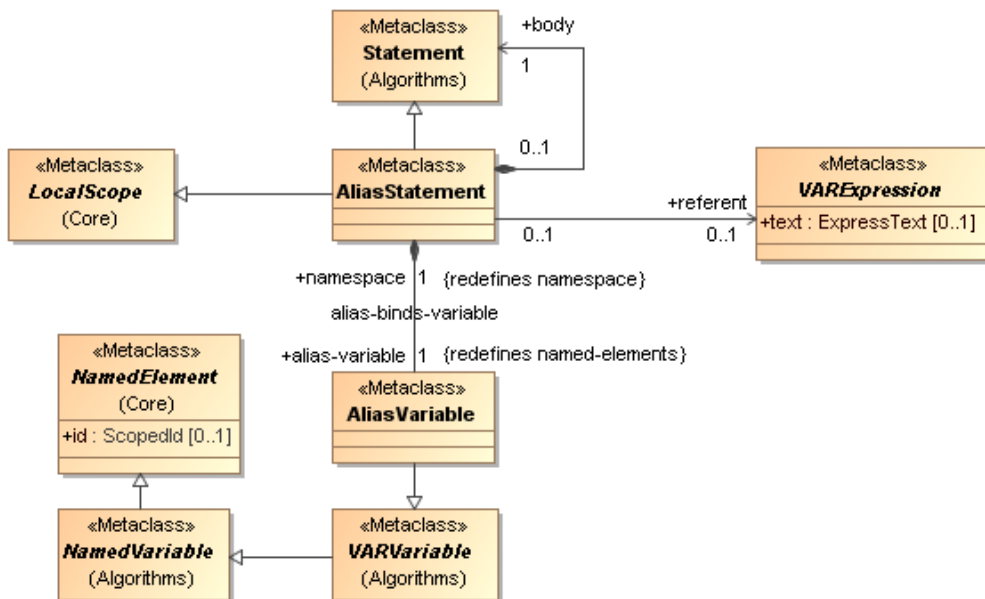 «Metaclass»
Statement
(Algorithms)
+body
1
0..1
«Metaclass»
LocalScope
(Core)
«Metaclass»
AliasStatement
«Metaclass»
VARExpression
+text : ExpressText [0..1]
+referent
0..1
0..1
+namespace
1
{redefines namespace}
alias-binds-variable
+alias-variable
1
{redefines named-elements}
«Metaclass»
NamedElement
(Core)
+id : ScopedId [0..1]
«Metaclass»
AliasVariable
«Metaclass»
NamedVariable
(Algorithms)
«Metaclass»
VARVariable
(Algorithms)